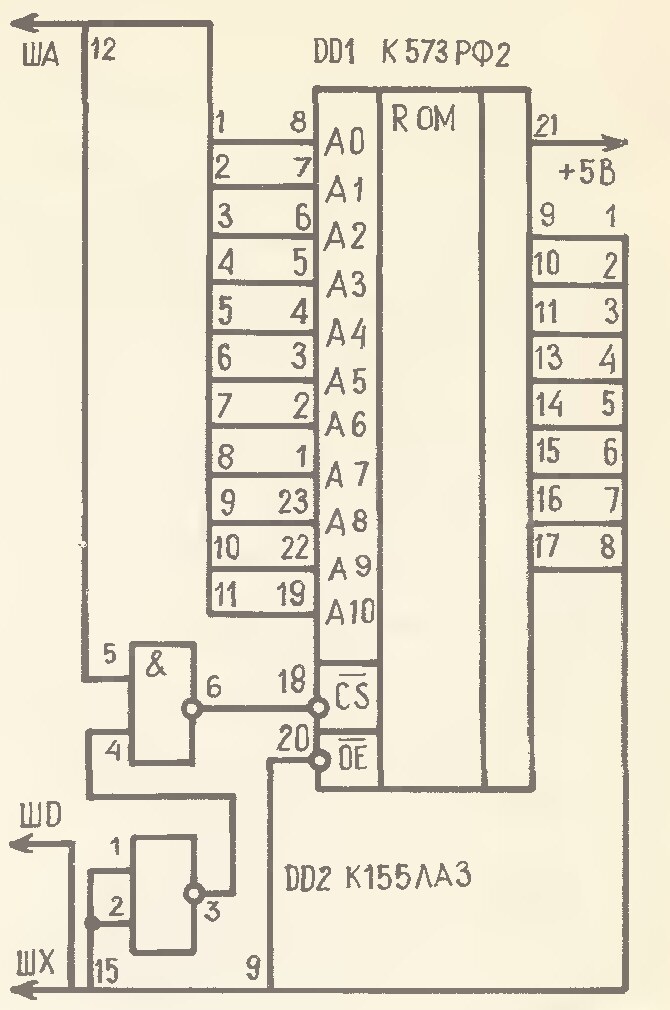 ША 12 DD1 К573РФ2
ROM
1 8 A0 21
+5В
2 7 A1
3 6 A2 9 1
4 5 A3 10 2
5 4 A4 11 3
6 3 A5 13 4
7 2 A6 14 5
8 1 A7 15 6
9 23 A8 16 7
10 22 A9 17 8
11 19 A10
5 & 6 18 CS
4 20 OE
ШD
1
DD2 К155ЛА3
2 3
ШХ 15 9